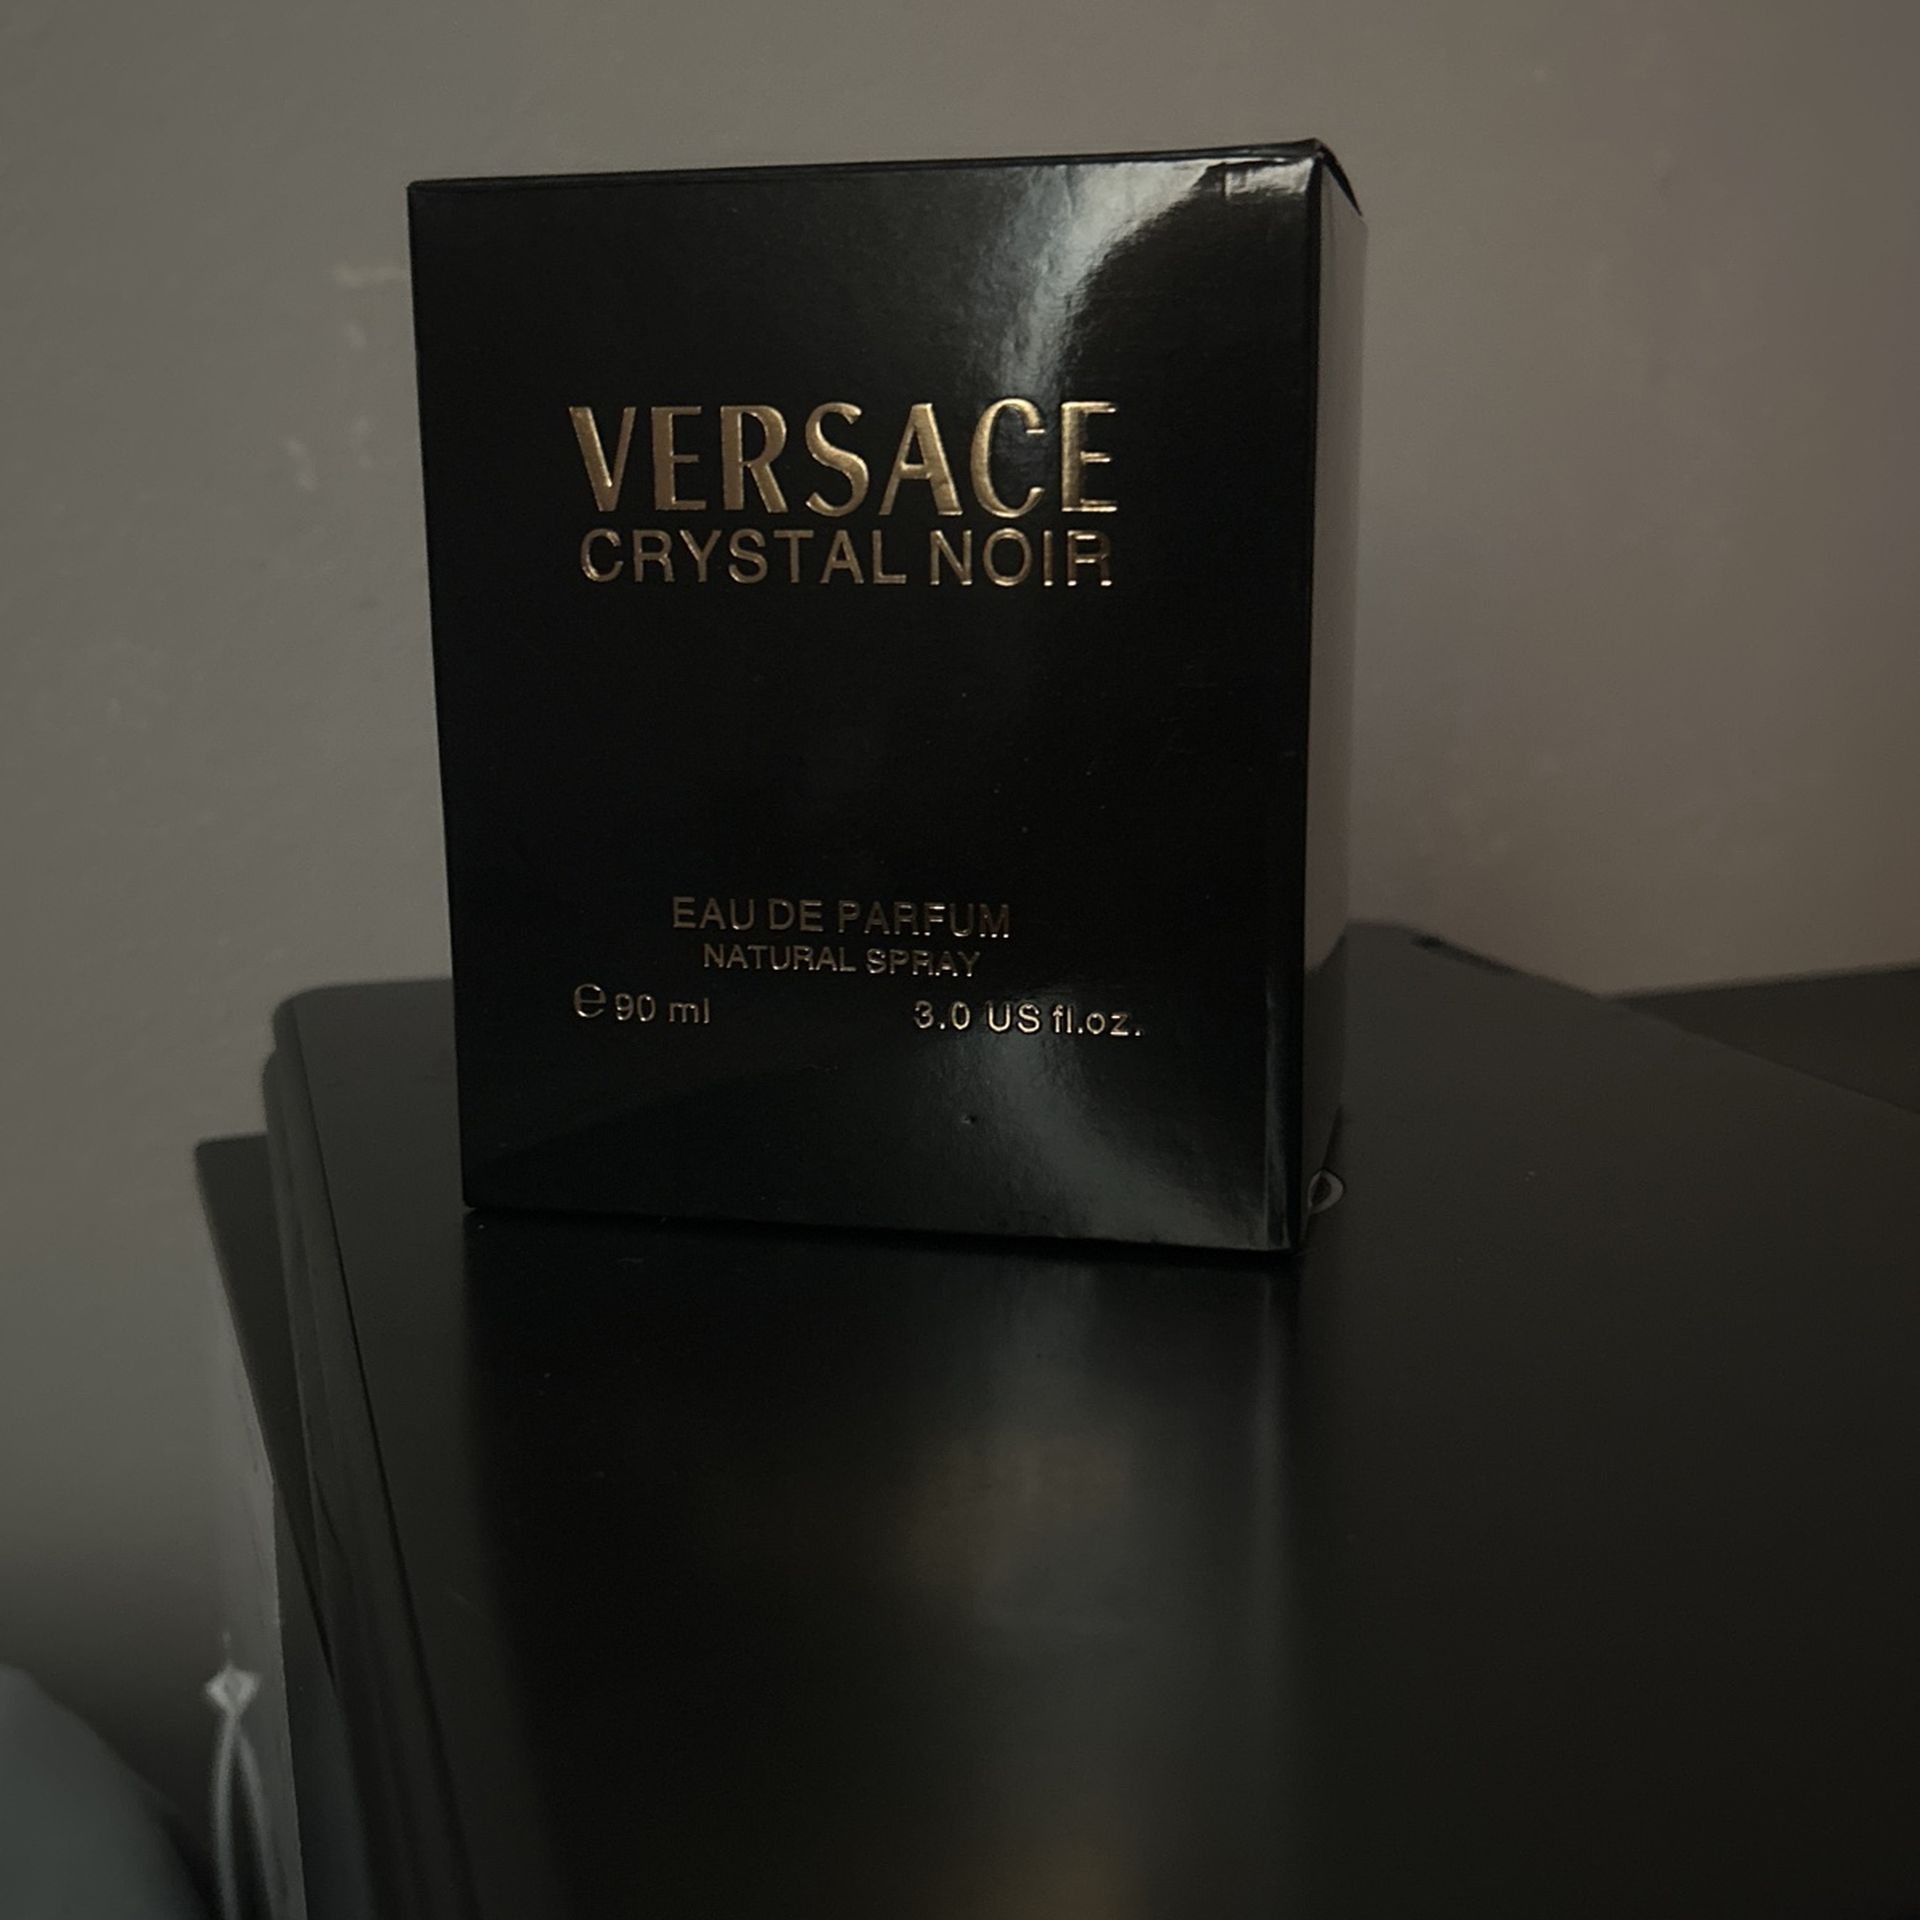 VERSACE
CRYSTAL NOIR
EAU DE PARFUM
NATURAL SPRAY
℮ 90 ml 3.0 US fl.oz.